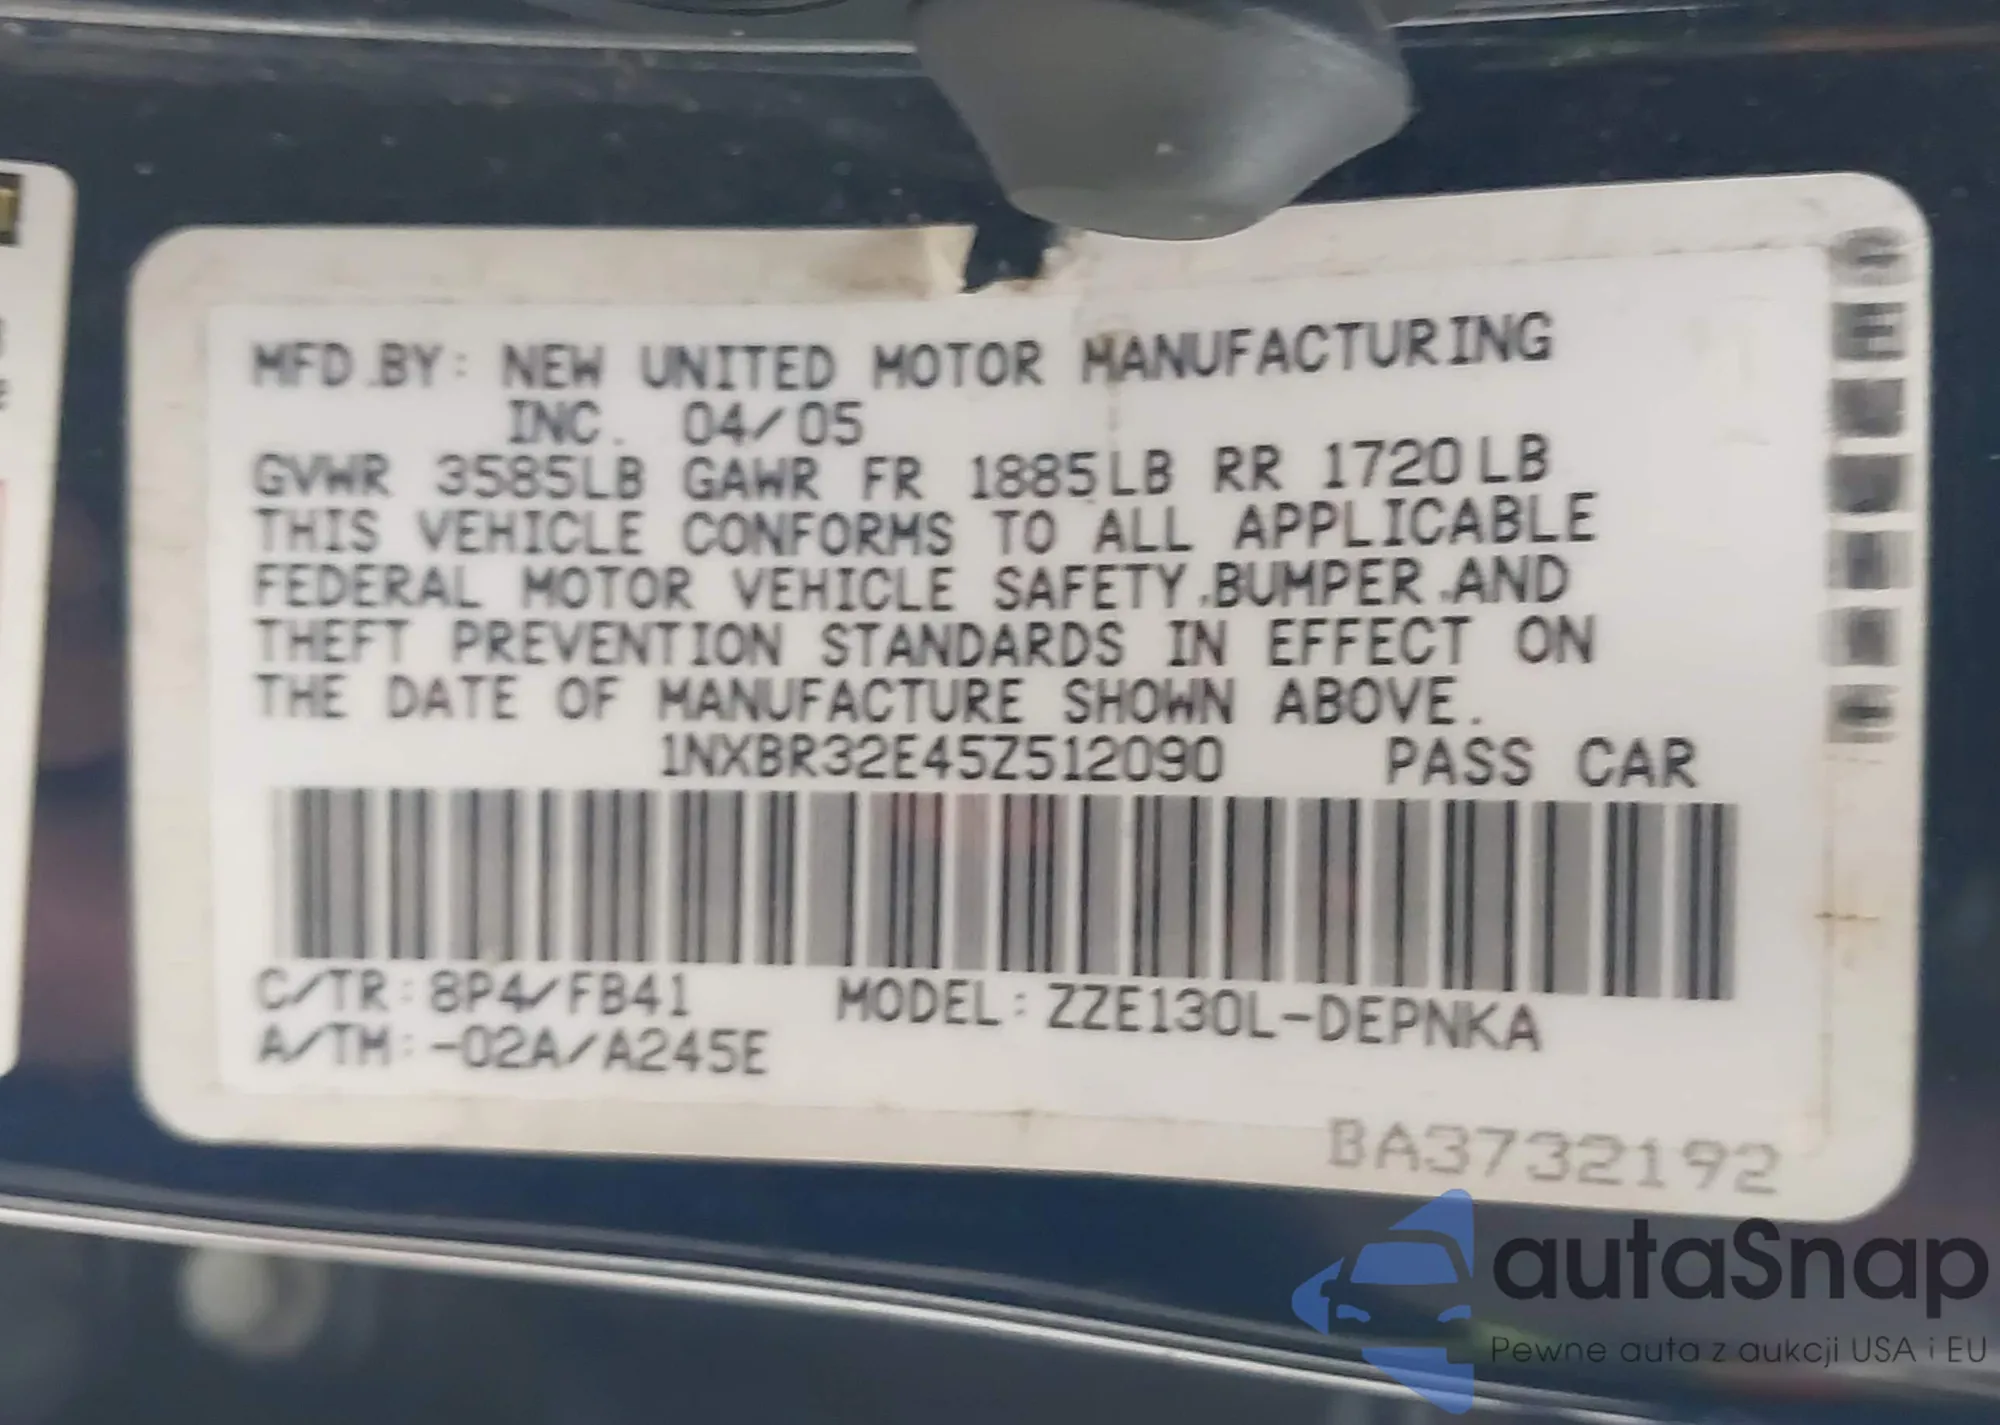 MFD.BY: NEW UNITED MOTOR MANUFACTURING
INC. 04/05
GVWR 3585LB GAWR FR 1885LB RR 1720LB
THIS VEHICLE CONFORMS TO ALL APPLICABLE
FEDERAL MOTOR VEHICLE SAFETY,BUMPER,AND
THEFT PREVENTION STANDARDS IN EFFECT ON
THE DATE OF MANUFACTURE SHOWN ABOVE.
1NXBR32E45Z512090 PASS CAR
C/TR: 8P4/FB41 MODEL: ZZE130L-DEPNKA
A/TM: -02A/A245E
BA3732192
autaSnap
Pewne auta z aukcji USA i EU